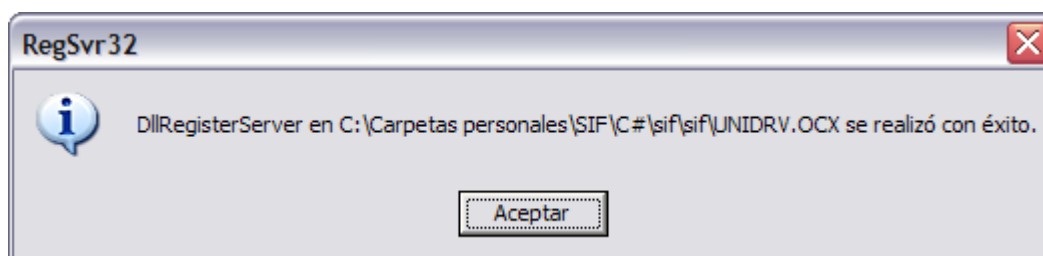 RegSvr32
DllRegisterServer en C:\Carpetas personales\SIF\C#\sif\sif\UNIDRV.OCX se realizó con éxito.
Aceptar